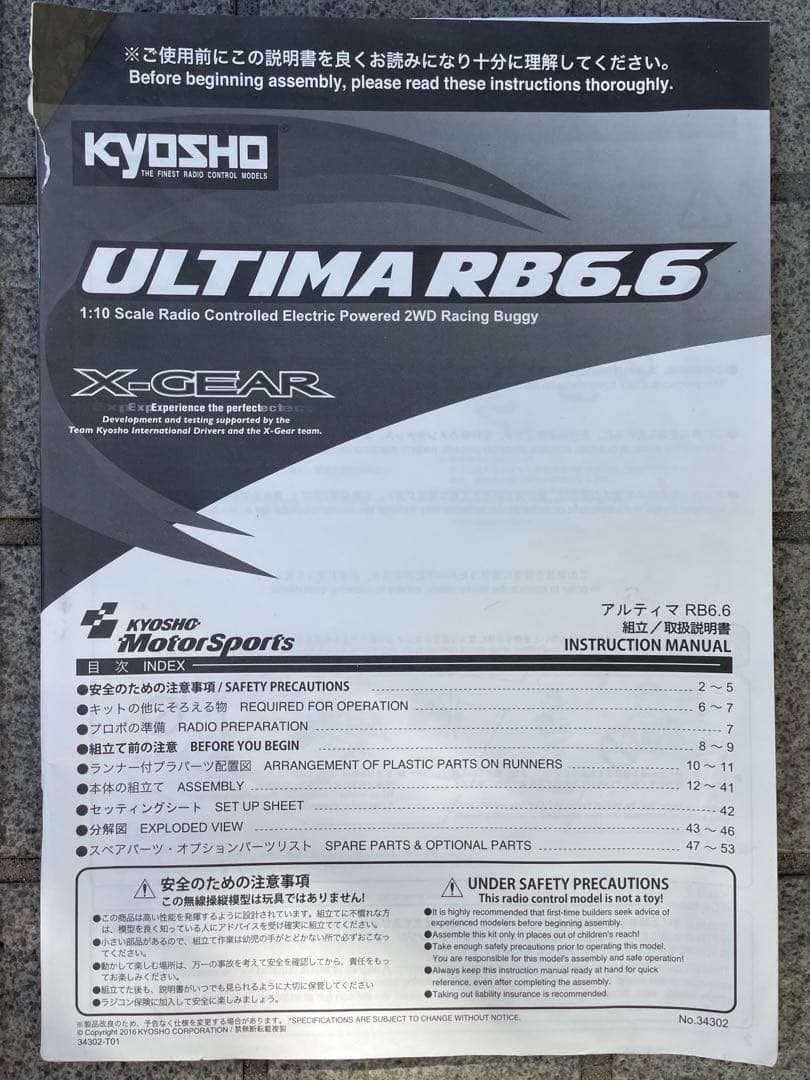 ※ご使用前にこの説明書を良くお読みになり十分に理解してください。
Before beginning assembly, please read these instructions thoroughly.
KYOSHO
®
THE FINEST RADIO CONTROL MODELS
ULTIMA RB6.6
1:10 Scale Radio Controlled Electric Powered 2WD Racing Buggy
X-GEAR
Experience the perfect
Development and testing supported by the
Team Kyosho International Drivers and the X-Gear team.
KYOSHO
MotorSports
アルティマ RB6.6
組立/取扱説明書
INSTRUCTION MANUAL
目 次 INDEX
●安全のための注意事項 / SAFETY PRECAUTIONS 2～5
●キットの他にそろえる物 REQUIRED FOR OPERATION 6～7
●プロポの準備 RADIO PREPARATION 7
●組立て前の注意 BEFORE YOU BEGIN 8～9
●ランナー付プラパーツ配置図 ARRANGEMENT OF PLASTIC PARTS ON RUNNERS 10～11
●本体の組立て ASSEMBLY 12～41
●セッティングシート SET UP SHEET 42
●分解図 EXPLODED VIEW 43～46
●スペアパーツ・オプションパーツリスト SPARE PARTS & OPTIONAL PARTS 47～53
安全のための注意事項
この無線操縦模型は玩具ではありません!
●この商品は高い性能を発揮するように設計されています。組立てに不慣れな方
は、模型を良く知っている人にアドバイスを受け確実に組立ててください。
●小さい部品があるので、組立て作業は幼児の手がとどかない所で必ずおこなっ
てください。
●動かして楽しむ場所は、万一の事故を考えて安全を確認してから、責任をもっ
てお楽しみください。
●組立てた後も、説明書がいつでも見られるように大切に保管してください
●ラジコン保険に加入して安全に楽しみましょう。
UNDER SAFETY PRECAUTIONS
This radio control model is not a toy!
●It is highly recommended that first-time builders seek advice of
experienced modelers before beginning assembly.
●Assemble this kit only in places out of children's reach!
●Take enough safety precautions prior to operating this model.
You are responsible for this model's assembly and safe operation!
●Always keep this instruction manual ready at hand for quick
reference, even after completing the assembly.
●Taking out liability insurance is recommended.
※製品改良のため、予告なく仕様を変更する場合があります。 *SPECIFICATIONS ARE SUBJECT TO CHANGE WITHOUT NOTICE.
© Copyright 2016 KYOSHO CORPORATION / 禁無断転載複製
34302-T01
No.34302